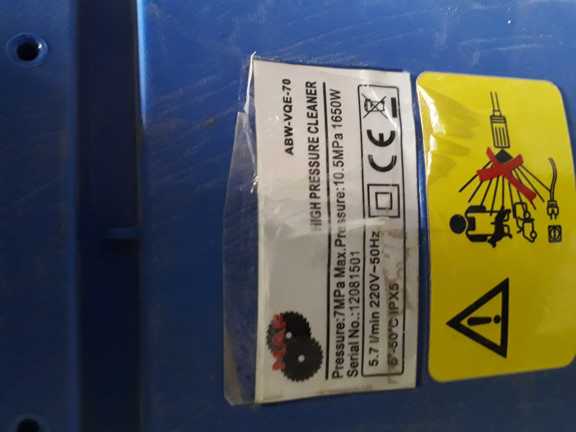 ABW-VQE-70
HIGH PRESSURE CLEANER
Pressure:7MPa Max.Pressure:10.5MPa 1650W
Serial No.:12081501
5.7 l/min 220V~50Hz
5°-50°C IPX5
CE